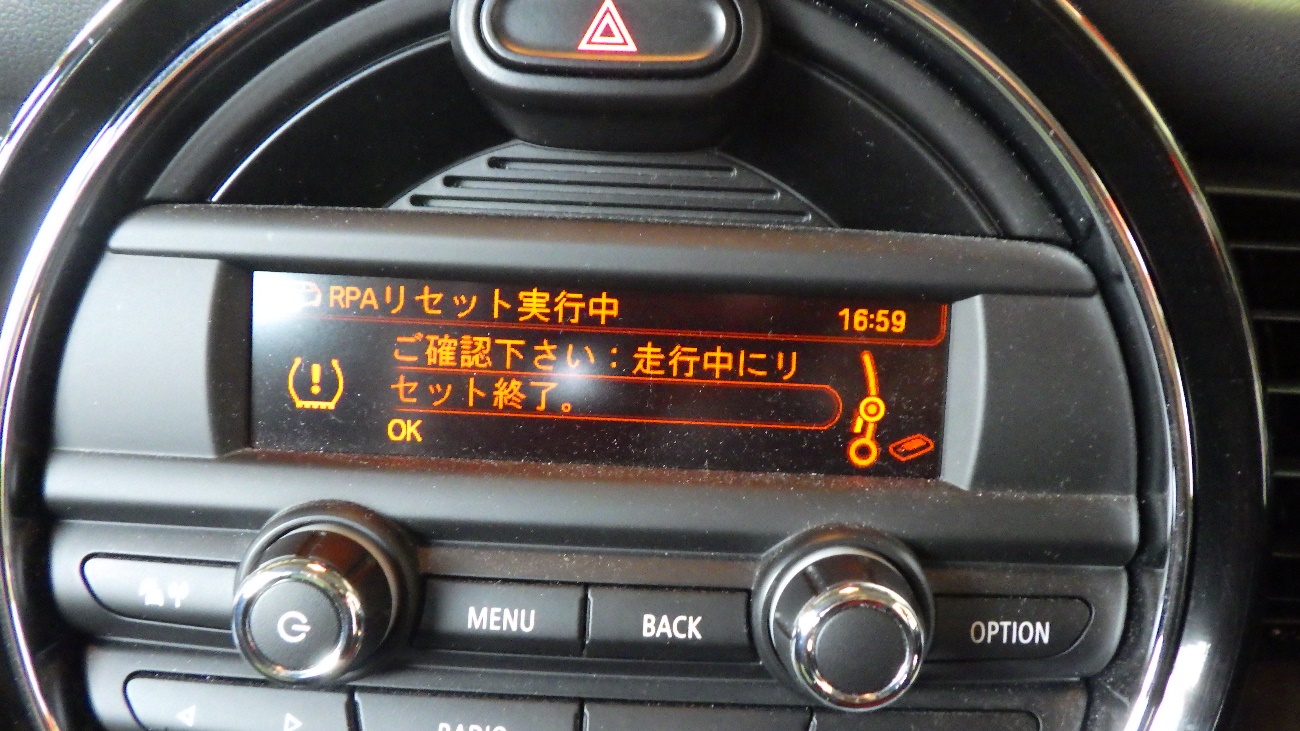 RPAリセット実行中
16:59
ご確認下さい：走行中にリ
セット終了。
OK
MENU
BACK
OPTION
RADIO